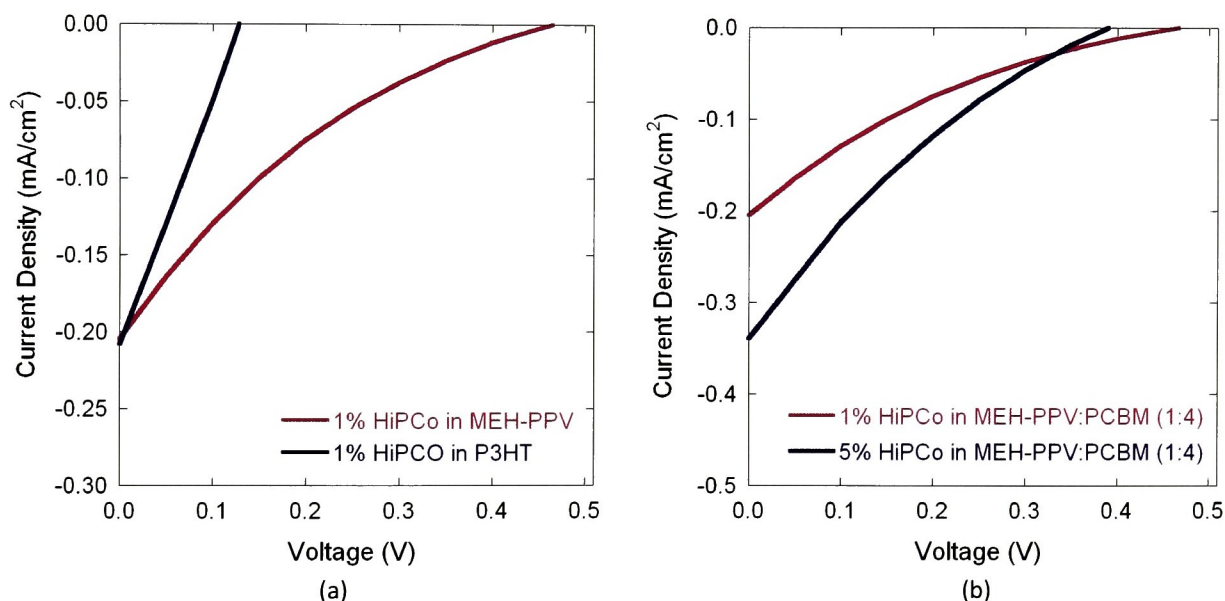 0.00
-0.05
-0.10
-0.15
-0.20
-0.25
-0.30
Current Density (mA/cm²)
0.0
0.1
0.2
0.3
0.4
0.5
Voltage (V)
1% HiPCo in MEH-PPV
1% HiPCO in P3HT
(a)
0.0
-0.1
-0.2
-0.3
-0.4
-0.5
Current Density (mA/cm²)
0.0
0.1
0.2
0.3
0.4
0.5
Voltage (V)
1% HiPCo in MEH-PPV:PCBM (1:4)
5% HiPCo in MEH-PPV:PCBM (1:4)
(b)